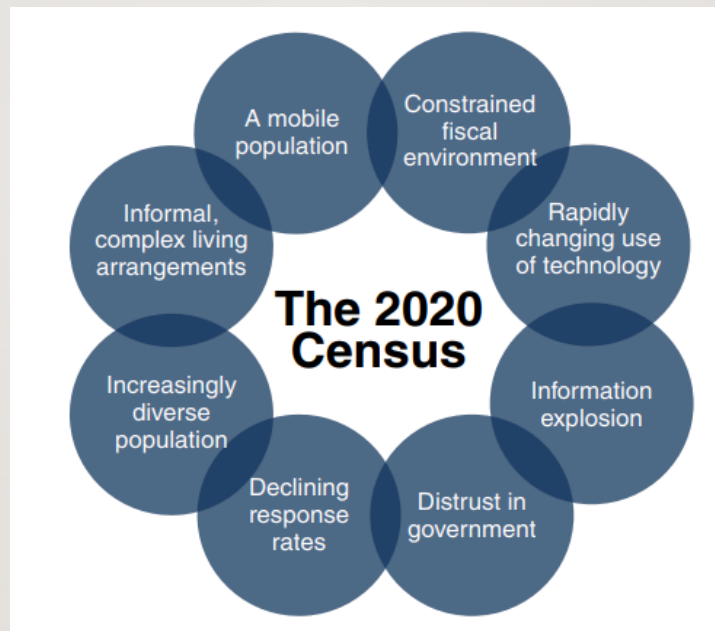 The 2020
Census
Constrained
fiscal
environment
Rapidly
changing use
of technology
Information
explosion
Distrust in
government
Declining
response
rates
Increasingly
diverse
population
Informal,
complex living
arrangements
A mobile
population